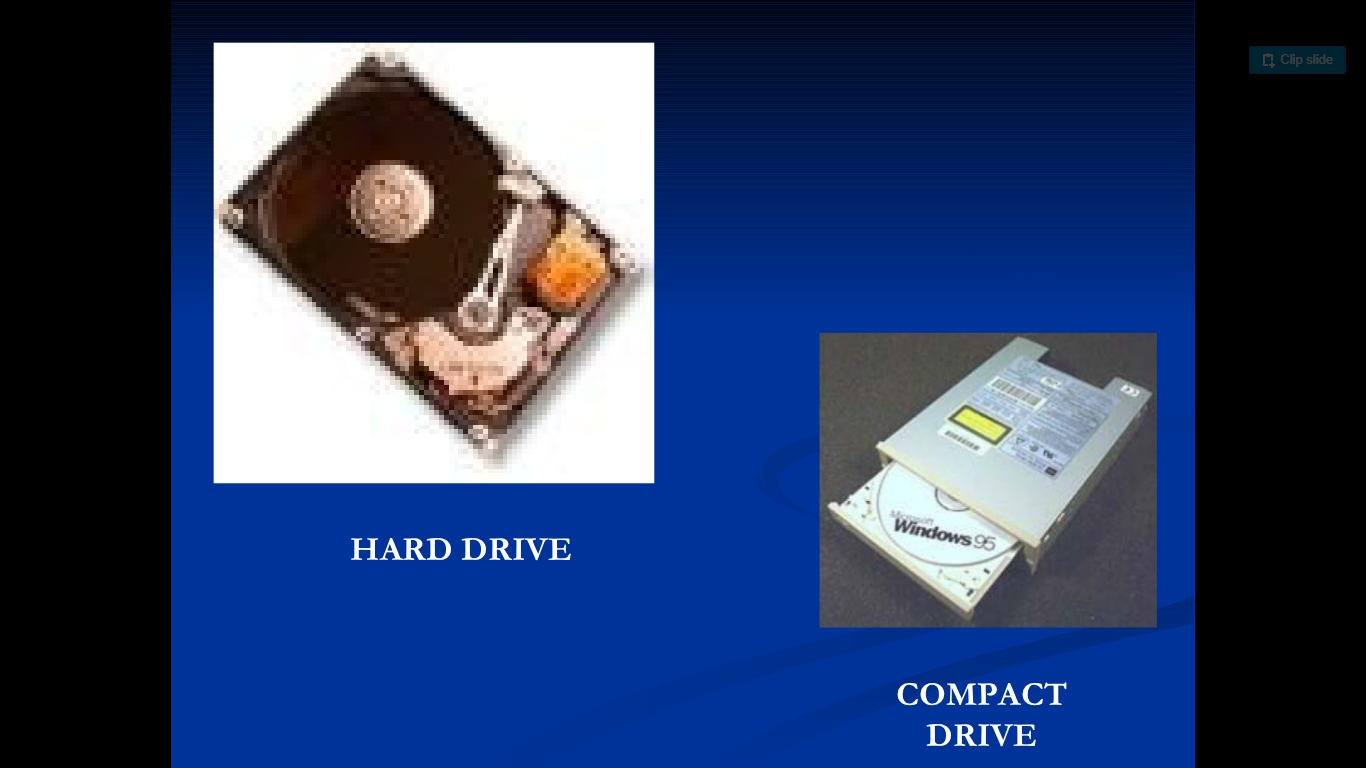 Clip slide
HARD DRIVE
Microsoft
Windows 95
COMPACT
DRIVE